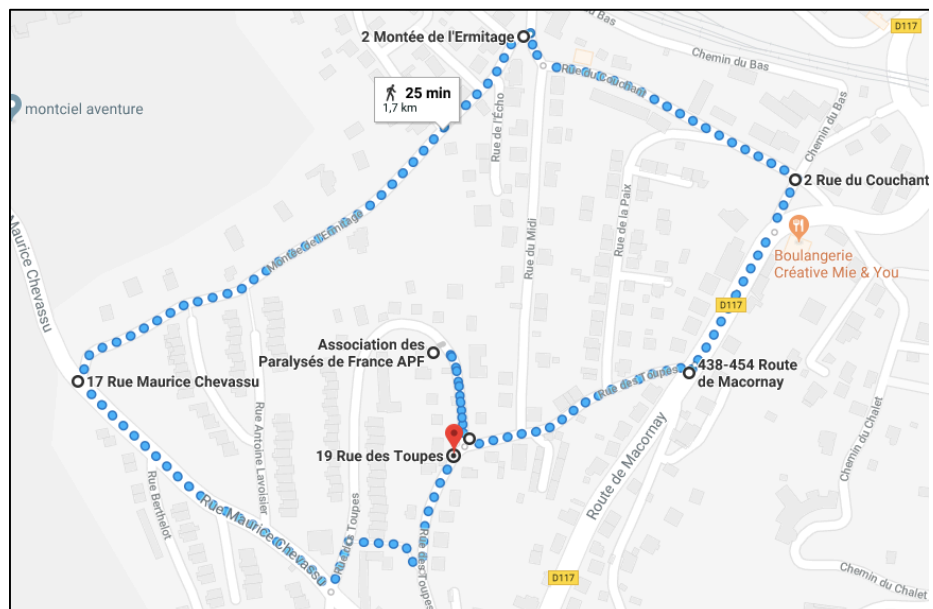 2 Montée de l'Ermitage
Chemin du Bas
D117
25 min
1,7 km
montciel aventure
Rue du Couchant
Chemin du Bas
Rue de l'Écho
2 Rue du Couchant
Rue de la Paix
Maurice Chevassu
Montée de l'Ermitage
Rue du Midi
Boulangerie
Créative Mie & You
D117
Association des
Paralysés de France APF
438-454 Route
de Macornay
17 Rue Maurice Chevassu
Rue des Toupes
Rue Antoine Lavoisier
19 Rue des Toupes
Chemin du Chalet
Route de Macornay
Rue Berthelot
Rue Maurice Chevassu
Rue des Toupes
Rue des Toupes
D117
Chemin du Chalet